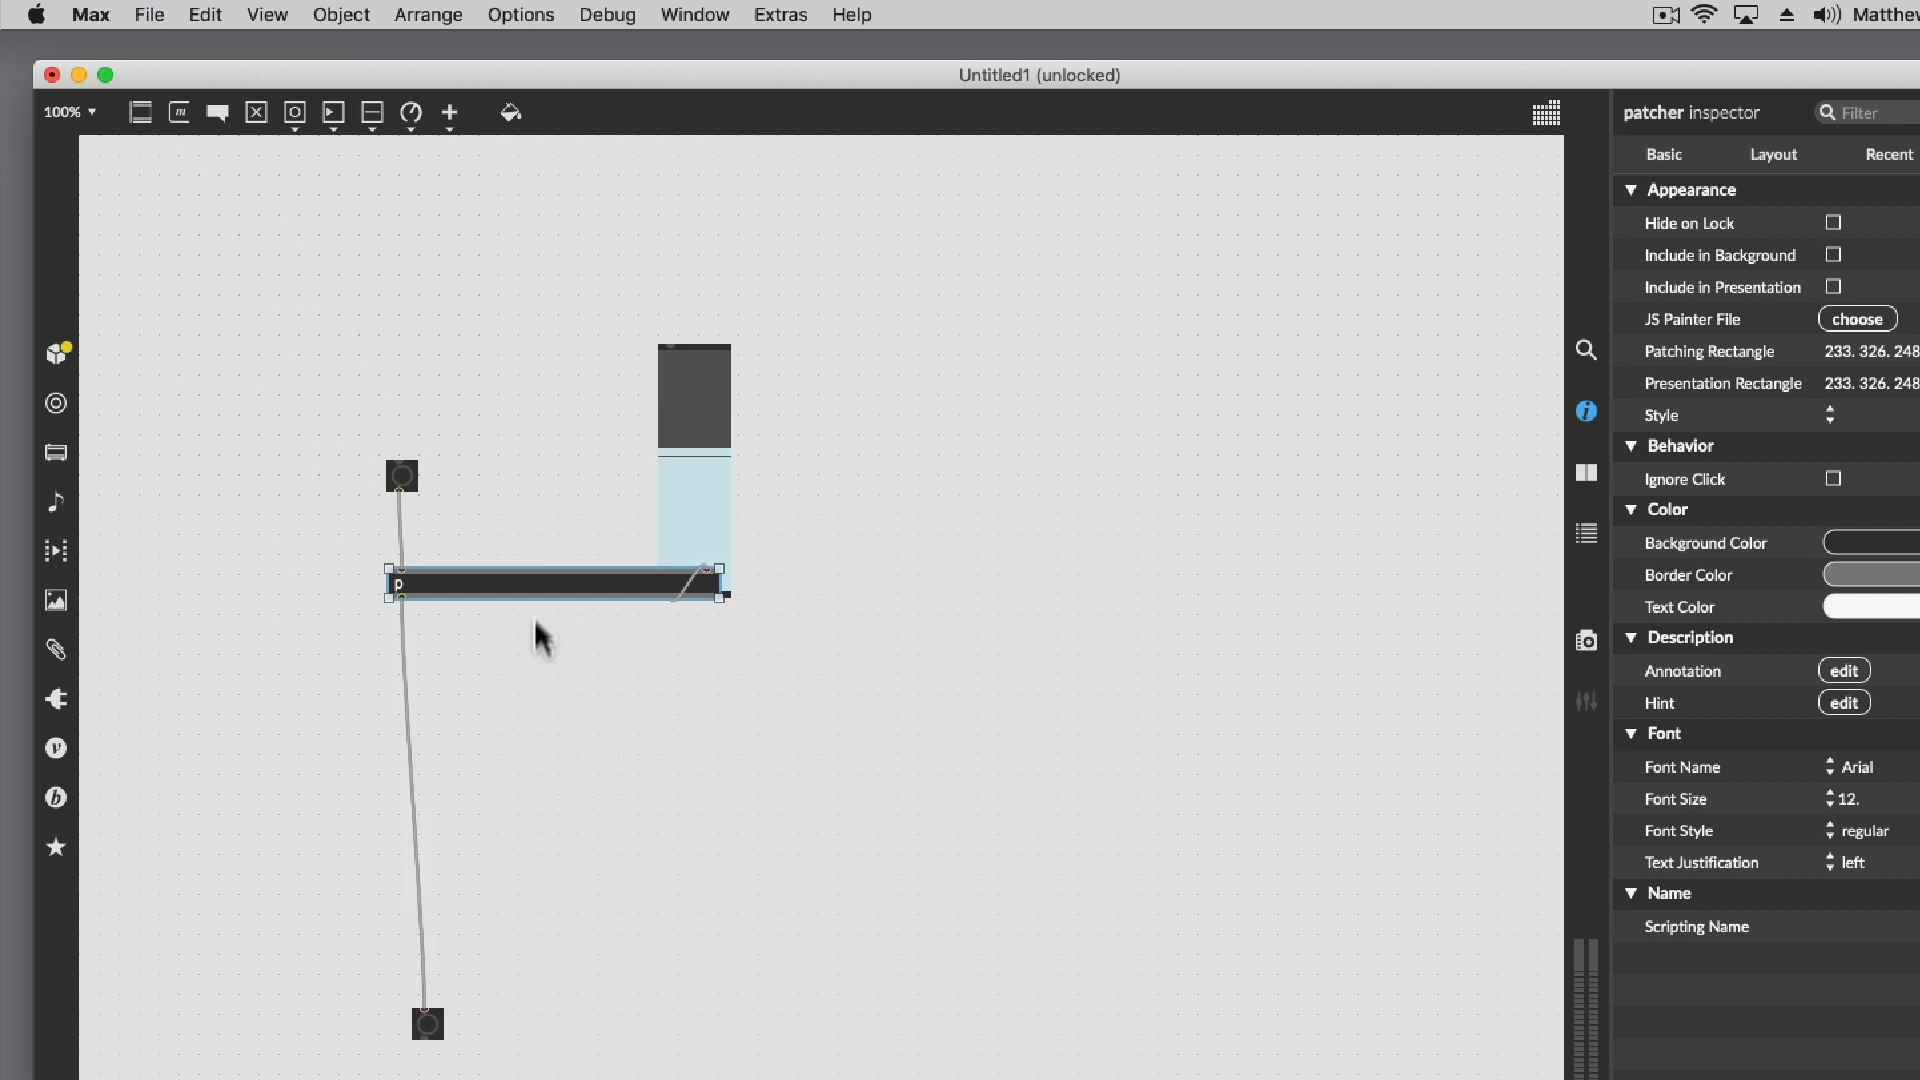 Max File Edit View Object Arrange Options Debug Window Extras Help Matthew
Untitled1 (unlocked)
100%
m
patcher inspector Filter
Basic Layout Recent
Appearance
Hide on Lock
Include in Background
Include in Presentation
JS Painter File choose
Patching Rectangle 233. 326. 248
Presentation Rectangle 233. 326. 248
Style
Behavior
Ignore Click
Color
Background Color
Border Color
Text Color
Description
Annotation edit
Hint edit
Font
Font Name Arial
Font Size 12.
Font Style regular
Text Justification left
Name
Scripting Name
p